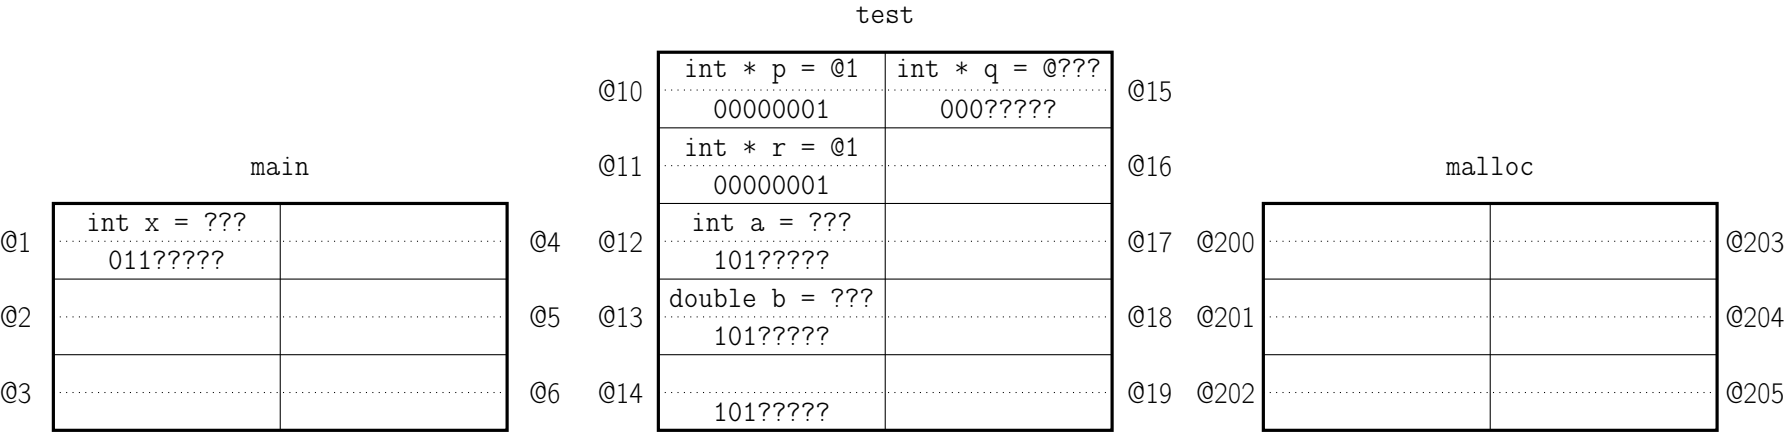 test
@10 int * p = @1 int * q = @??? @15
00000001 000?????
@11 int * r = @1 @16
00000001
main
malloc
@1 int x = ??? @4
011?????
@12 int a = ??? @17
101?????
@200 @203
@2 @5
@13 double b = ??? @18
101?????
@201 @204
@3 @6
@14 @19
101?????
@202 @205